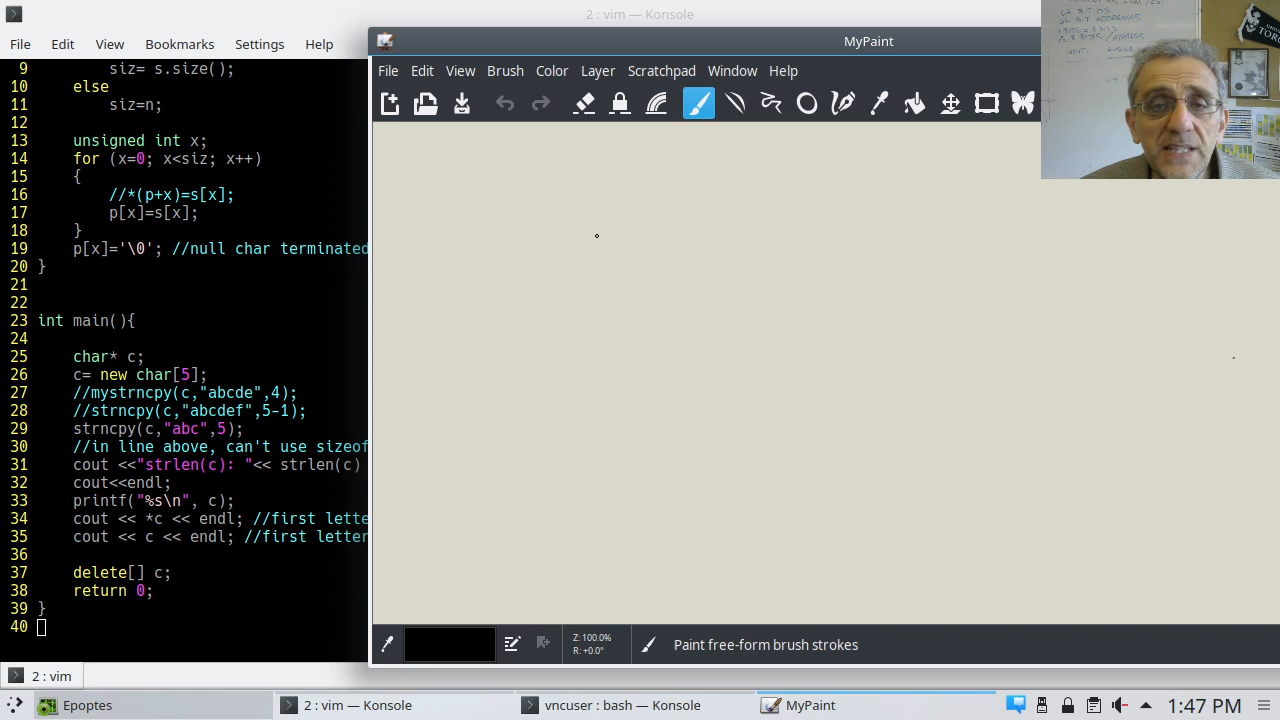 2 : vim — Konsole
File Edit View Bookmarks Settings Help
9 siz= s.size();
10 else
11 siz=n;
12
13 unsigned int x;
14 for (x=0; x<siz; x++)
15 {
16 //*(p+x)=s[x];
17 p[x]=s[x];
18 }
19 p[x]='\0'; //null char terminated
20 }
21
22
23 int main(){
24
25 char* c;
26 c= new char[5];
27 //mystrncpy(c,"abcde",4);
28 //strncpy(c,"abcdef",5-1);
29 strncpy(c,"abc",5);
30 //in line above, can't use sizeof
31 cout <<"strlen(c): "<< strlen(c)
32 cout<<endl;
33 printf("%s\n", c);
34 cout << *c << endl; //first lette
35 cout << c << endl; //first letter
36
37 delete[] c;
38 return 0;
39 }
40
2 : vim
MyPaint
File Edit View Brush Color Layer Scratchpad Window Help
Z: 100.0%
R: +0.0°
Paint free-form brush strokes
Epoptes
2 : vim — Konsole
vncuser : bash — Konsole
MyPaint
1:47 PM